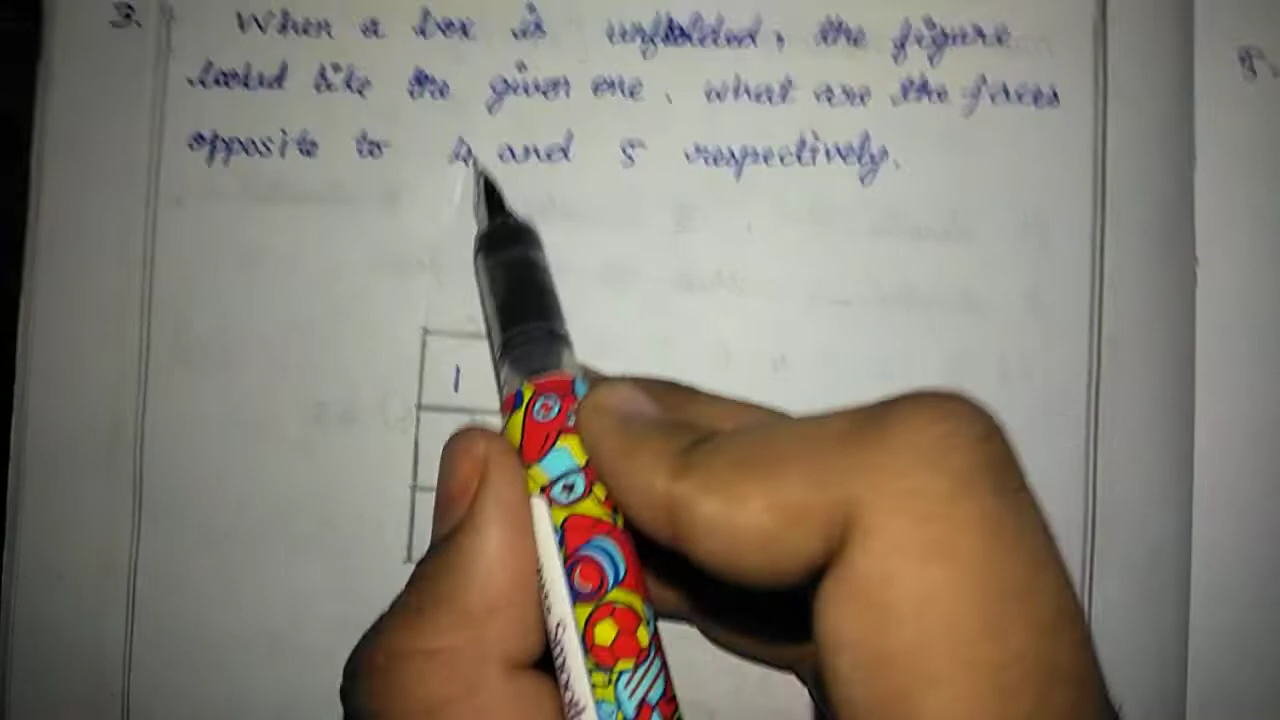 3. When a box is unfolded, the figure
looked like the given one. what are the faces
opposite to 4 and 5 respectively.
1